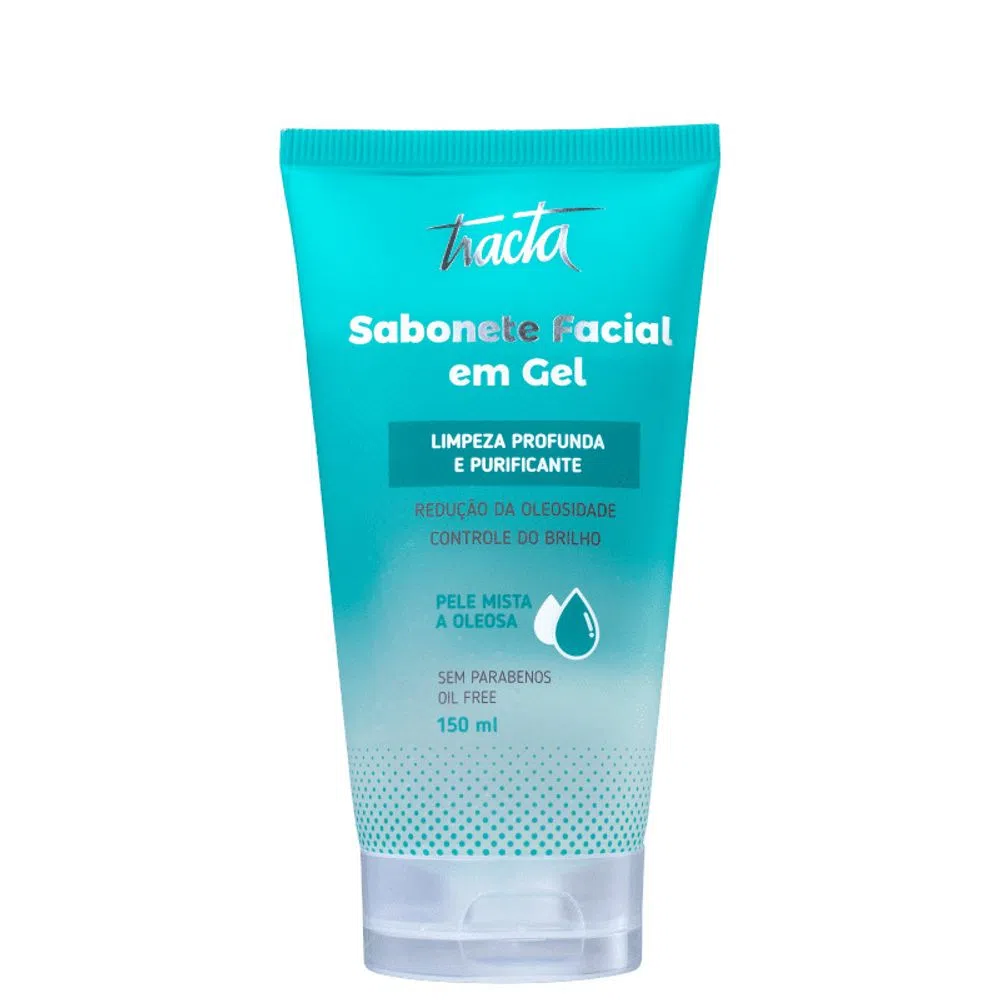 tracta
Sabonete Facial
em Gel
LIMPEZA PROFUNDA
E PURIFICANTE
REDUÇÃO DA OLEOSIDADE
CONTROLE DO BRILHO
PELE MISTA
A OLEOSA
SEM PARABENOS
OIL FREE
150 ml